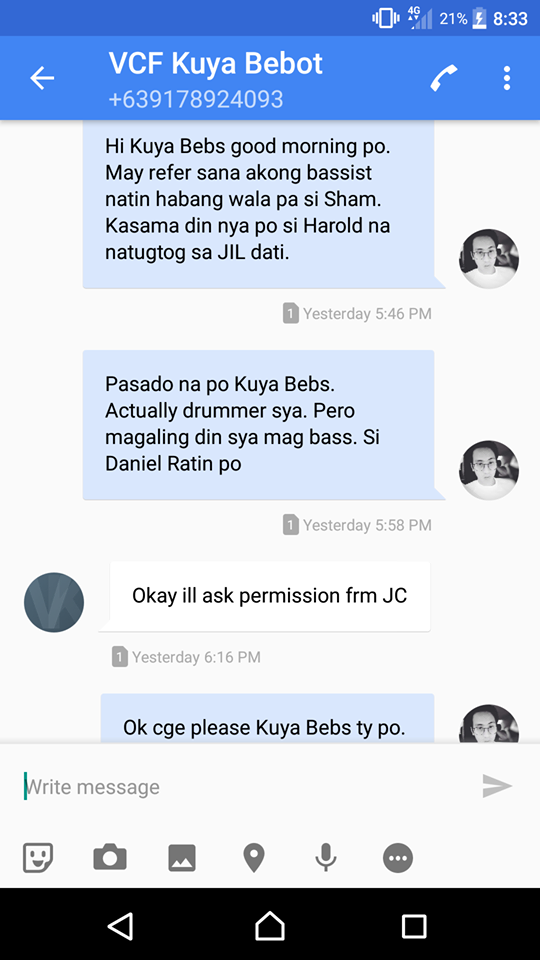 4G 21% 8:33
VCF Kuya Bebot
+639178924093
Hi Kuya Bebs good morning po.
May refer sana akong bassist
natin habang wala pa si Sham.
Kasama din nya po si Harold na
natugtog sa JIL dati.
1 Yesterday 5:46 PM
Pasado na po Kuya Bebs.
Actually drummer sya. Pero
magaling din sya mag bass. Si
Daniel Ratin po
1 Yesterday 5:58 PM
VK
Okay ill ask permission frm JC
1 Yesterday 6:16 PM
Ok cge please Kuya Bebs ty po.
Write message